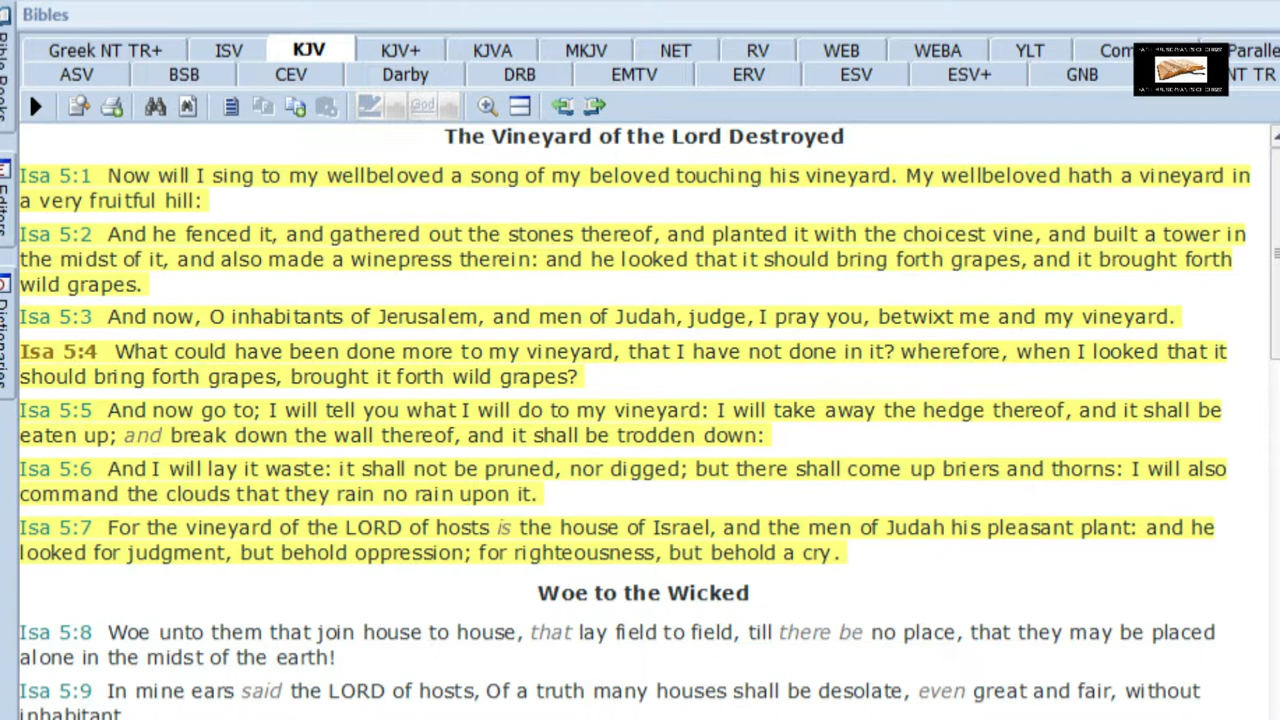 Bibles
Greek NT TR+ ISV KJV KJV+ KJVA MKJV NET RV WEB WEBA YLT Com Paralle
ASV BSB CEV Darby DRB EMTV ERV ESV ESV+ GNB NT TR
God
Bible Books
Editors
Dictionaries
The Vineyard of the Lord Destroyed
Isa 5:1 Now will I sing to my wellbeloved a song of my beloved touching his vineyard. My wellbeloved hath a vineyard in
a very fruitful hill:
Isa 5:2 And he fenced it, and gathered out the stones thereof, and planted it with the choicest vine, and built a tower in
the midst of it, and also made a winepress therein: and he looked that it should bring forth grapes, and it brought forth
wild grapes.
Isa 5:3 And now, O inhabitants of Jerusalem, and men of Judah, judge, I pray you, betwixt me and my vineyard.
Isa 5:4 What could have been done more to my vineyard, that I have not done in it? wherefore, when I looked that it
should bring forth grapes, brought it forth wild grapes?
Isa 5:5 And now go to; I will tell you what I will do to my vineyard: I will take away the hedge thereof, and it shall be
eaten up; and break down the wall thereof, and it shall be trodden down:
Isa 5:6 And I will lay it waste: it shall not be pruned, nor digged; but there shall come up briers and thorns: I will also
command the clouds that they rain no rain upon it.
Isa 5:7 For the vineyard of the LORD of hosts is the house of Israel, and the men of Judah his pleasant plant: and he
looked for judgment, but behold oppression; for righteousness, but behold a cry.
Woe to the Wicked
Isa 5:8 Woe unto them that join house to house, that lay field to field, till there be no place, that they may be placed
alone in the midst of the earth!
Isa 5:9 In mine ears said the LORD of hosts, Of a truth many houses shall be desolate, even great and fair, without
inhabitant